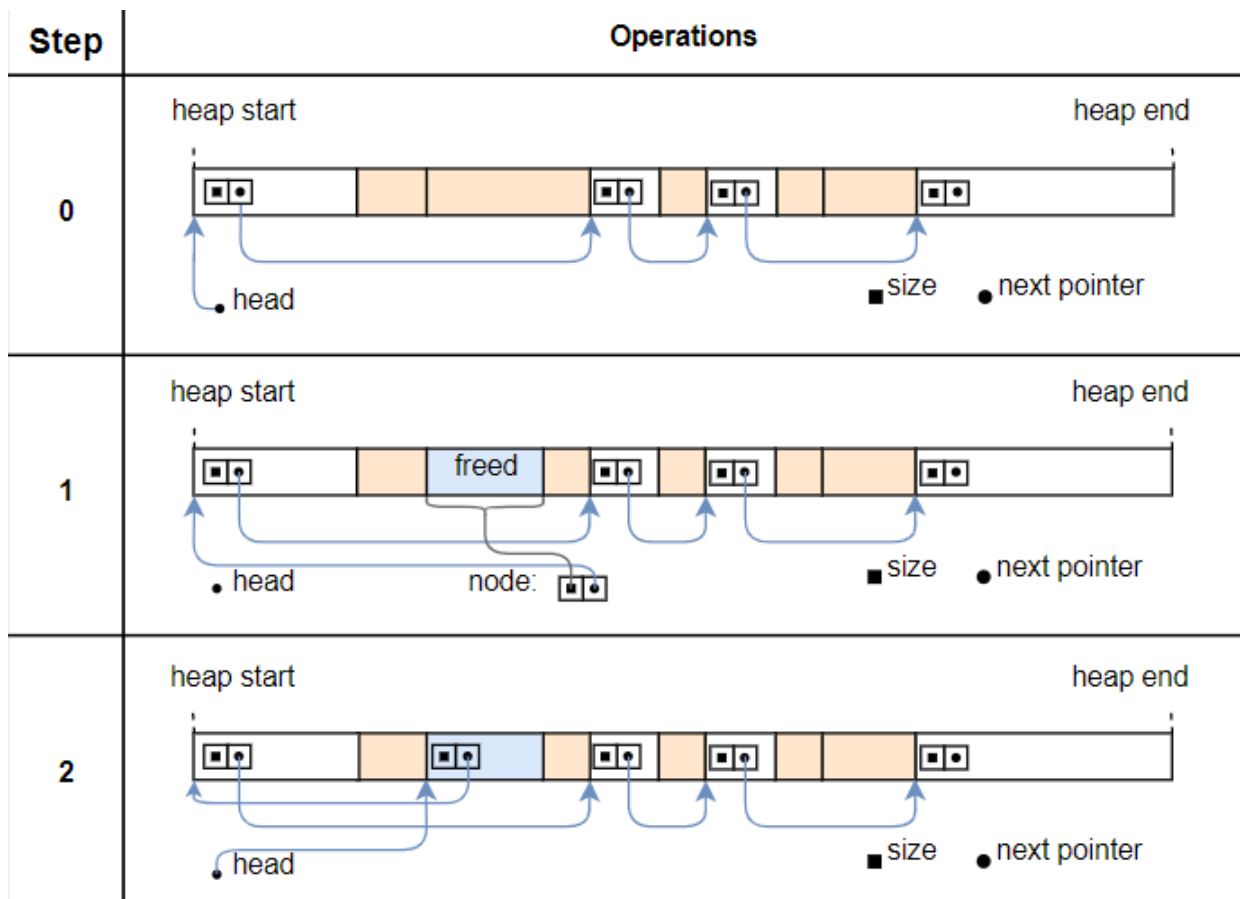 Step Operations
heap start heap end
0
head size next pointer
heap start heap end
freed
1
head node: size next pointer
heap start heap end
2
head size next pointer